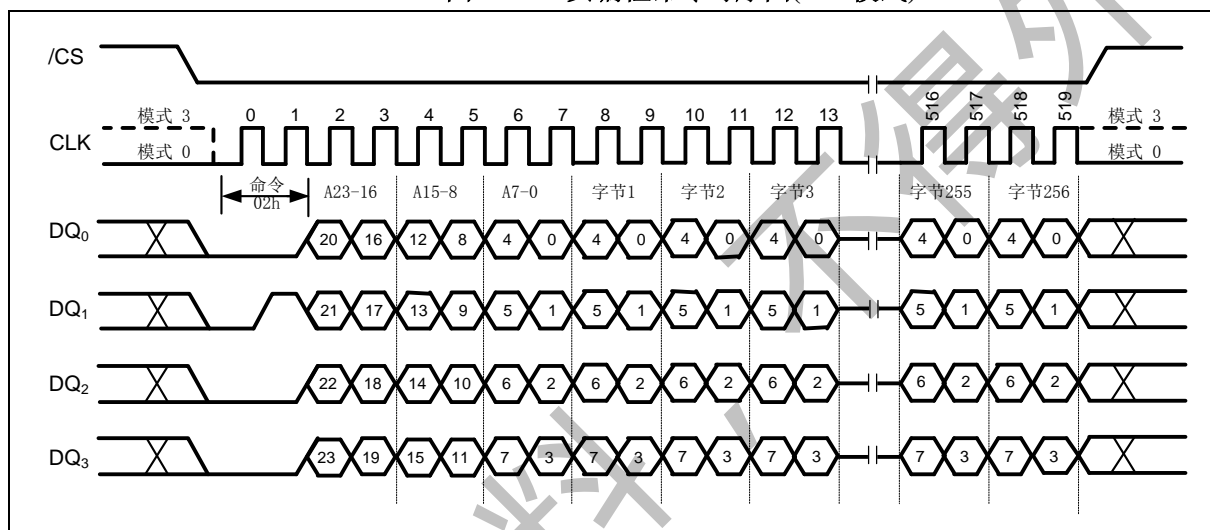 /CS
模式 3
0 1 2 3 4 5 6 7 8 9 10 11 12 13 516 517 518 519
模式 3
CLK
模式 0
模式 0
命令
02h
A23-16 A15-8 A7-0 字节1 字节2 字节3 字节255 字节256
DQ0
20 16 12 8 4 0 4 0 4 0 4 0 4 0 4 0
DQ1
21 17 13 9 5 1 5 1 5 1 5 1 5 1 5 1
DQ2
22 18 14 10 6 2 6 2 6 2 6 2 6 2 6 2
DQ3
23 19 15 11 7 3 7 3 7 3 7 3 7 3 7 3
料,不得外